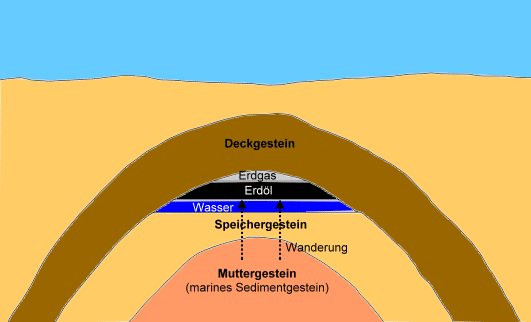 Deckgestein
Erdgas
Erdöl
Wasser
Speichergestein
Wanderung
Muttergestein
(marines Sedimentgestein)